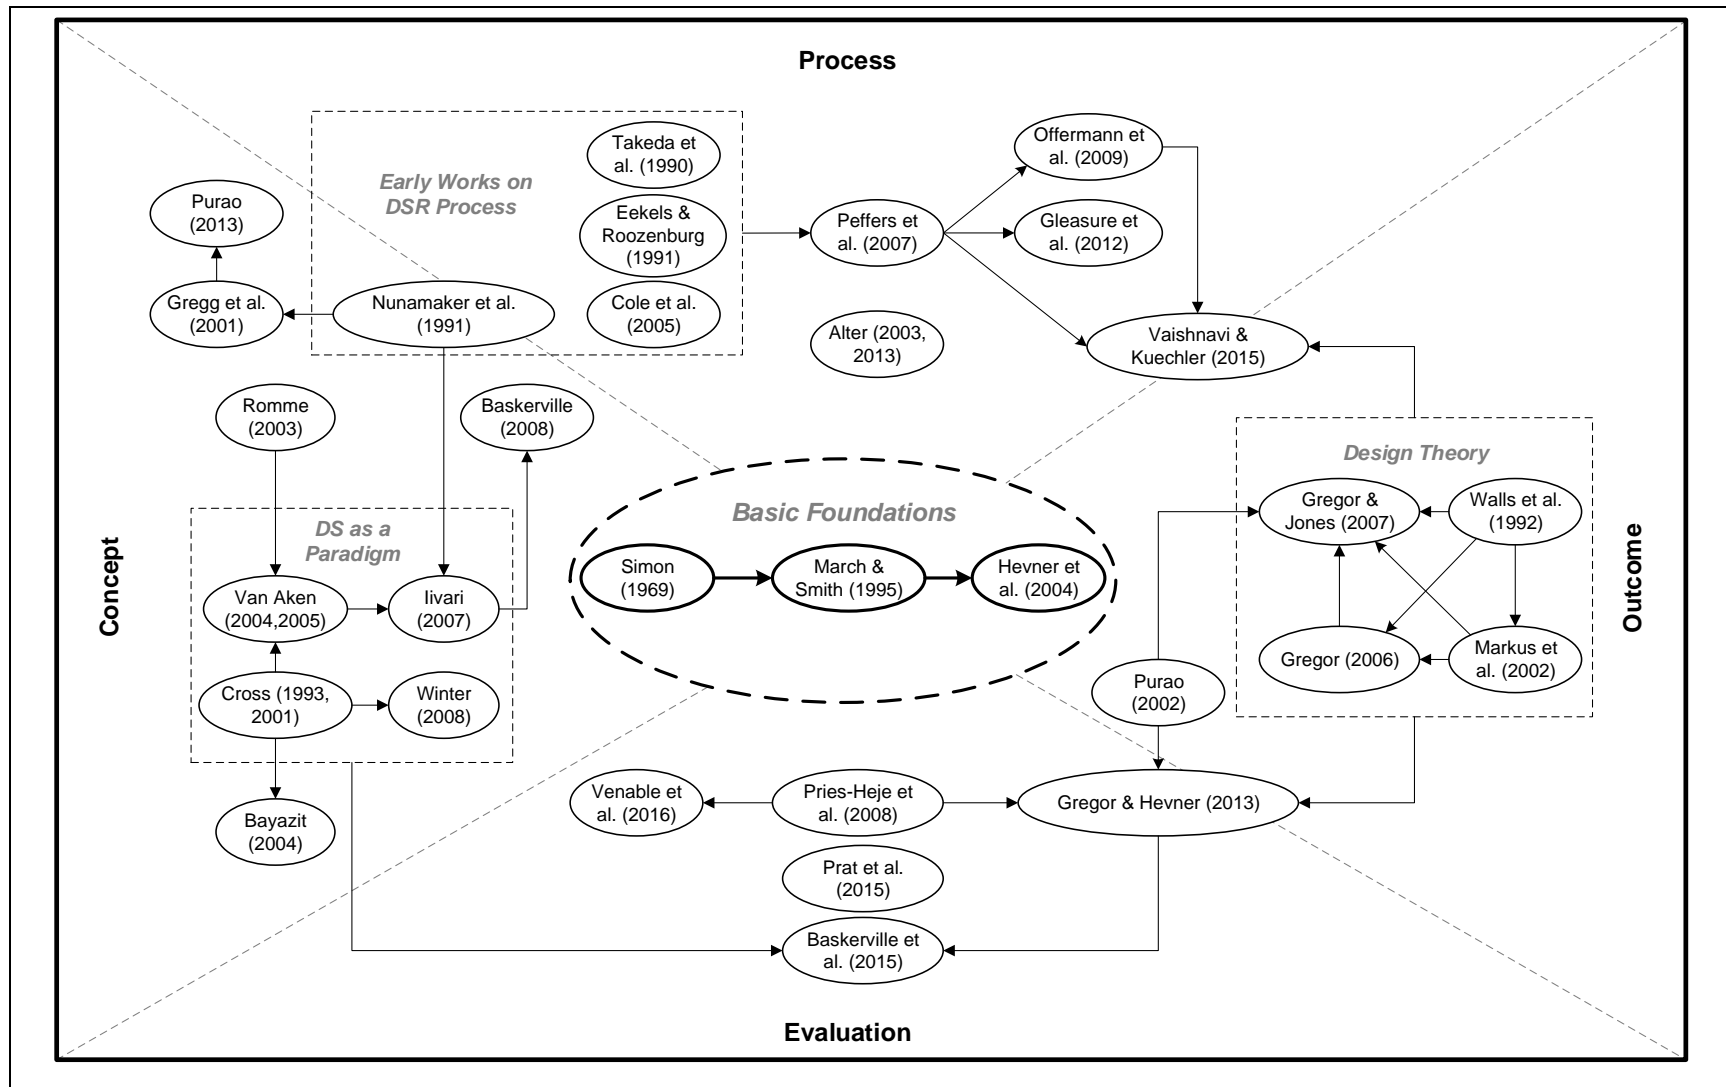 Process
Takeda et
al. (1990)
Early Works on
DSR Process
Eekels &
Roozenburg
(1991)
Cole et al.
(2005)
Nunamaker et al.
(1991)
Purao
(2013)
Gregg et al.
(2001)
Peffers et
al. (2007)
Offermann et
al. (2009)
Gleasure et
al. (2012)
Alter (2003,
2013)
Vaishnavi &
Kuechler (2015)
Romme
(2003)
Baskerville
(2008)
Concept
DS as a
Paradigm
Van Aken
(2004,2005)
Iivari
(2007)
Cross (1993,
2001)
Winter
(2008)
Bayazit
(2004)
Basic Foundations
Simon
(1969)
March &
Smith (1995)
Hevner et
al. (2004)
Design Theory
Gregor &
Jones (2007)
Walls et al.
(1992)
Gregor (2006)
Markus et
al. (2002)
Outcome
Purao
(2002)
Venable et
al. (2016)
Pries-Heje et
al. (2008)
Gregor & Hevner (2013)
Prat et al.
(2015)
Baskerville et
al. (2015)
Evaluation